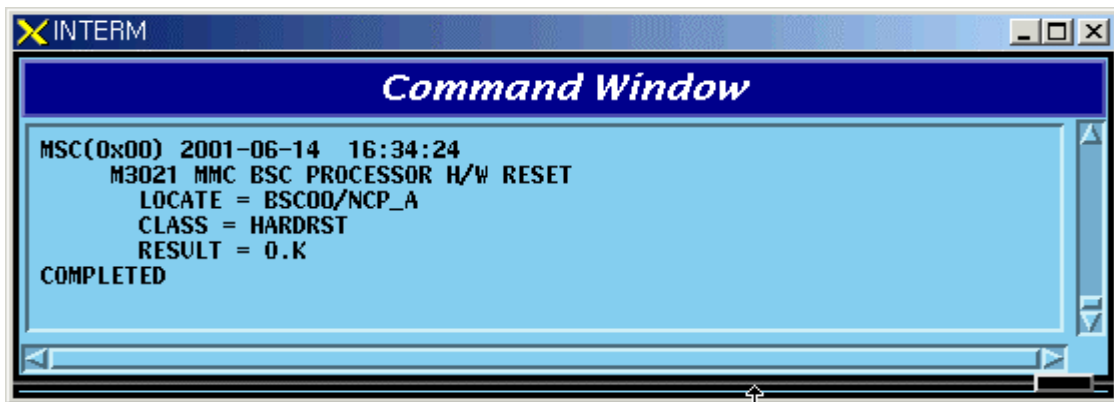 INTERM
Command Window
MSC(0x00) 2001-06-14 16:34:24
M3021 MMC BSC PROCESSOR H/W RESET
LOCATE = BSC00/NCP_A
CLASS = HARDRST
RESULT = O.K
COMPLETED